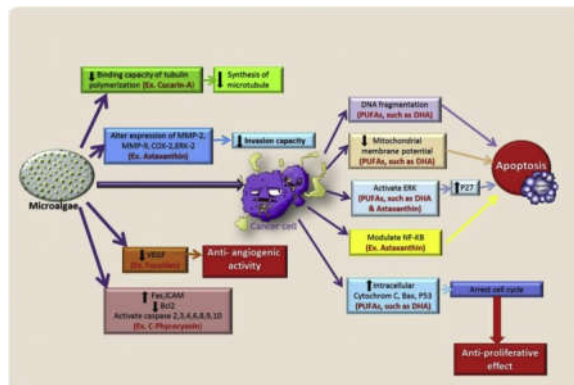 Binding capacity of tubulin
polymerization (Ex. Cucarin-A)
Synthesis of
microtubule
Alter expression of MMP-2,
MMP-9, COX-2,ERK-2
(Ex. Astaxanthin)
Invasion capacity
Microalgae
Cancer cell
VEGF
(Ex. Fucoidan)
Anti- angiogenic
activity
Fas,ICAM
Bcl2
Activate caspase 2,3,4,6,8,9,10
(Ex. C-Phycocyanin)
DNA fragmentation
(PUFAs, such as DHA)
Mitochondrial
membrane potential
(PUFAs, such as DHA)
Activate ERK
(PUFAs, such as DHA
& Astaxanthin)
P27
Modulate NF-KB
(Ex. Astaxanthin)
Intracellular
Cytochrom C, Bax, P53
(PUFAs, such as DHA)
Apoptosis
Arrest cell cycle
Anti-proliferative
effect